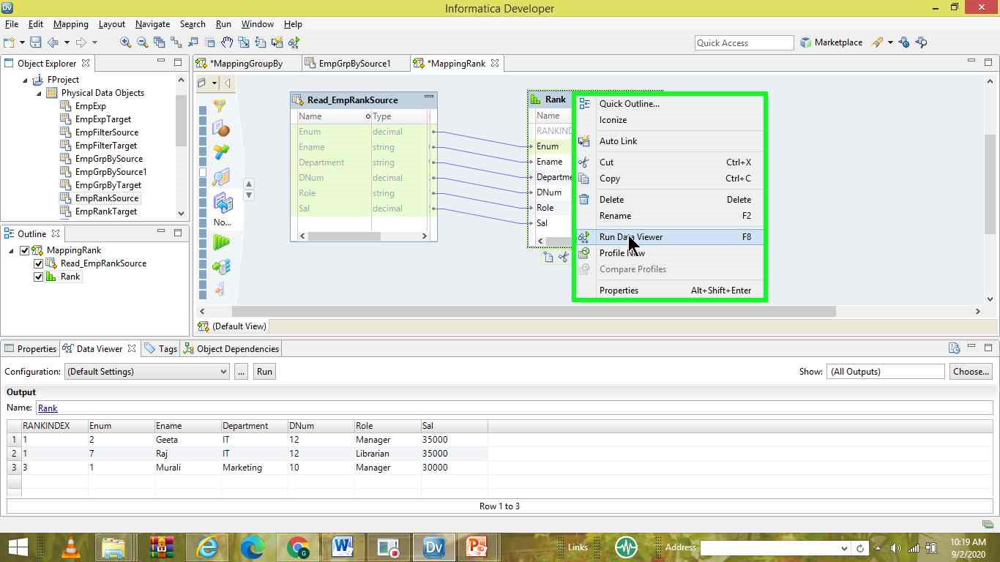 Informatica Developer
File Edit Mapping Layout Navigate Search Run Window Help
Quick Access Marketplace
Object Explorer
FProject
Physical Data Objects
EmpExp
EmpExpTarget
EmpFilterSource
EmpFilterTarget
EmpGrpBySource
EmpGrpBySource1
EmpGrpByTarget
EmpRankSource
EmpRankTarget
Outline
MappingRank
Read_EmpRankSource
Rank
*MappingGroupBy EmpGrpBySource1 *MappingRank
No...
Read_EmpRankSource
Name Type
Enum decimal
Ename string
Department string
DNum decimal
Role string
Sal decimal
Rank
Name
RANKIND
Enum
Ename
Departme
DNum
Role
Sal
Quick Outline...
Iconize
Auto Link
Cut Ctrl+X
Copy Ctrl+C
Delete Delete
Rename F2
Run Data Viewer F8
Profile Now
Compare Profiles
Properties Alt+Shift+Enter
(Default View)
Properties Data Viewer Tags Object Dependencies
Configuration: (Default Settings) ... Run Show: (All Outputs) Choose...
Output
Name: Rank
RANKINDEX Enum Ename Department DNum Role Sal
1 1 2 Geeta IT 12 Manager 35000
2 1 7 Raj IT 12 Librarian 35000
3 3 1 Murali Marketing 10 Manager 30000
Row 1 to 3
Links Address 10:19 AM
9/2/2020